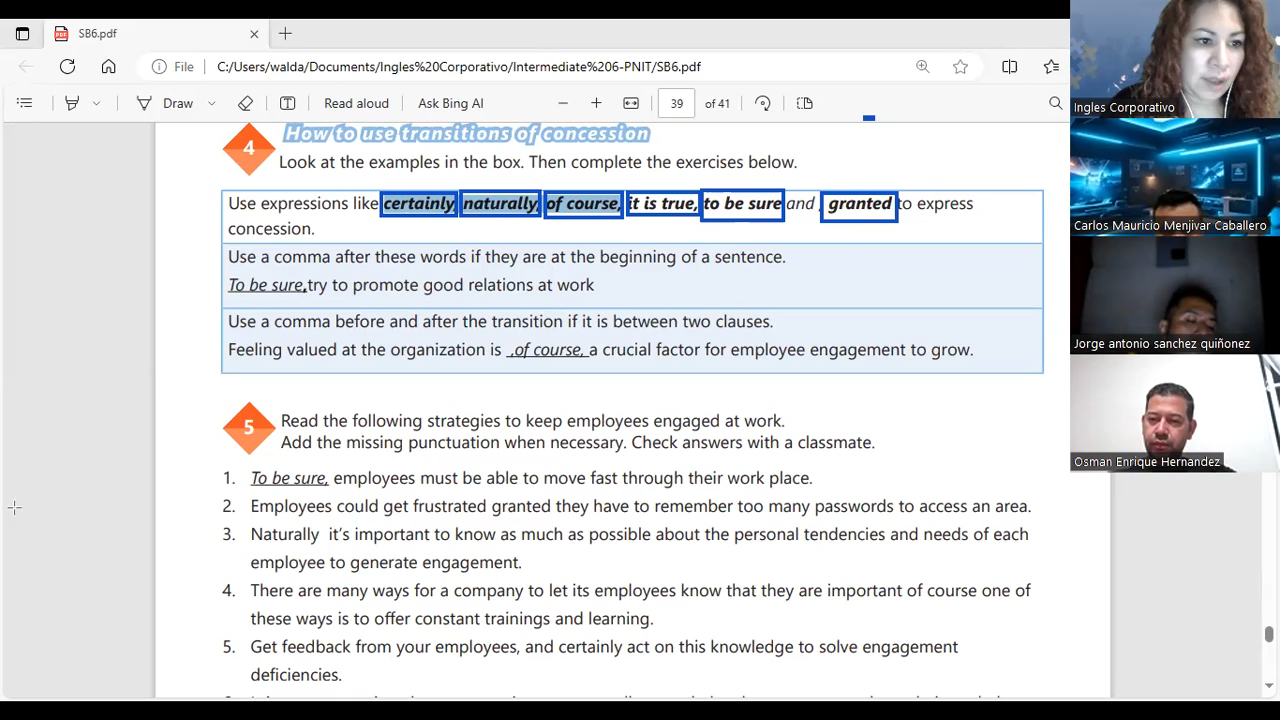 SB6.pdf
File
C:/Users/walda/Documents/Ingles%20Corporativo/Intermediate%206-PNIT/SB6.pdf
Draw
Read aloud
Ask Bing AI
39 of 41
4
How to use transitions of concession
Look at the examples in the box. Then complete the exercises below.
Use expressions like certainly naturally, of course, it is true, to be sure and , granted to express
concession.
Use a comma after these words if they are at the beginning of a sentence.
To be sure, try to promote good relations at work
Use a comma before and after the transition if it is between two clauses.
Feeling valued at the organization is ,of course, a crucial factor for employee engagement to grow.
5
Read the following strategies to keep employees engaged at work.
Add the missing punctuation when necessary. Check answers with a classmate.
1. To be sure, employees must be able to move fast through their work place.
2. Employees could get frustrated granted they have to remember too many passwords to access an area.
3. Naturally it's important to know as much as possible about the personal tendencies and needs of each
employee to generate engagement.
4. There are many ways for a company to let its employees know that they are important of course one of
these ways is to offer constant trainings and learning.
5. Get feedback from your employees, and certainly act on this knowledge to solve engagement
deficiencies.
Ingles Corporativo
Carlos Mauricio Menjivar Caballero
Jorge antonio sanchez quiñonez
Osman Enrique Hernandez